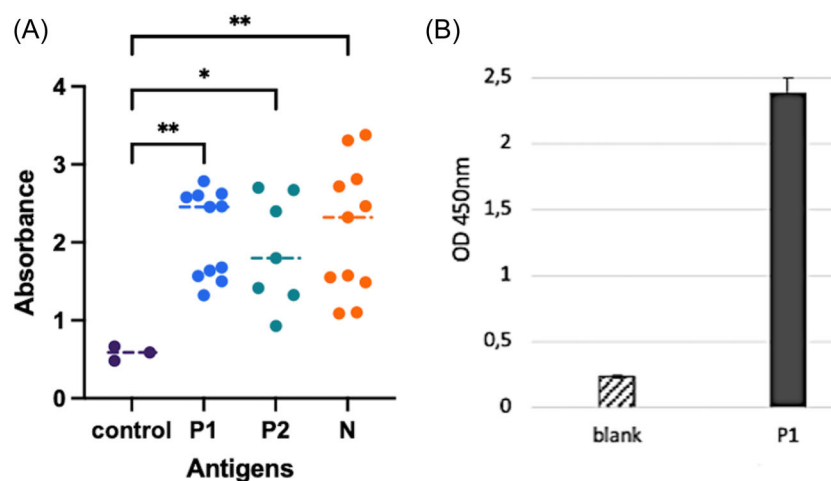 (A)
**
*
**
4
3
2
1
0
Absorbance
control P1 P2 N
Antigens
(B)
2,5
2
1,5
1
0,5
0
OD 450nm
blank P1